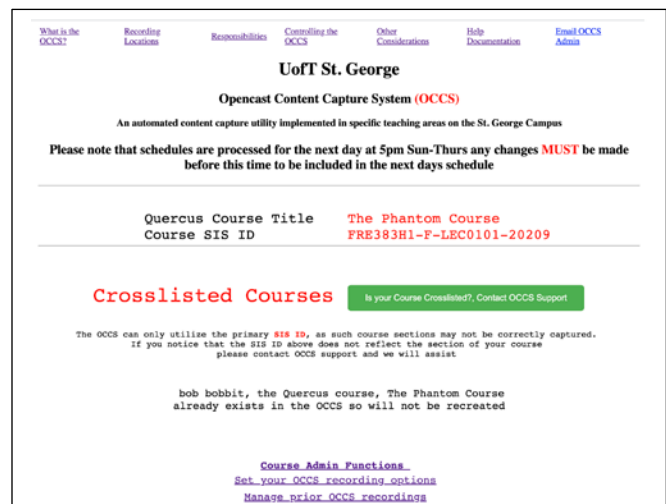 What is the OCCS? Recording Locations Responsibilities Controlling the OCCS Other Considerations Help Documentation Email OCCS Admin
UofT St. George
Opencast Content Capture System (OCCS)
An automated content capture utility implemented in specific teaching areas on the St. George Campus
Please note that schedules are processed for the next day at 5pm Sun-Thurs any changes MUST be made
before this time to be included in the next days schedule
Quercus Course Title The Phantom Course
Course SIS ID FRE383H1-F-LEC0101-20209
Crosslisted Courses Is your Course Crosslisted?, Contact OCCS Support
The OCCS can only utilize the primary SIS ID, as such course sections may not be correctly captured.
If you notice that the SIS ID above does not reflect the section of your course
please contact OCCS support and we will assist
bob bobbit, the Quercus course, The Phantom Course
already exists in the OCCS so will not be recreated
Course Admin Functions
Set your OCCS recording options
Manage prior OCCS recordings